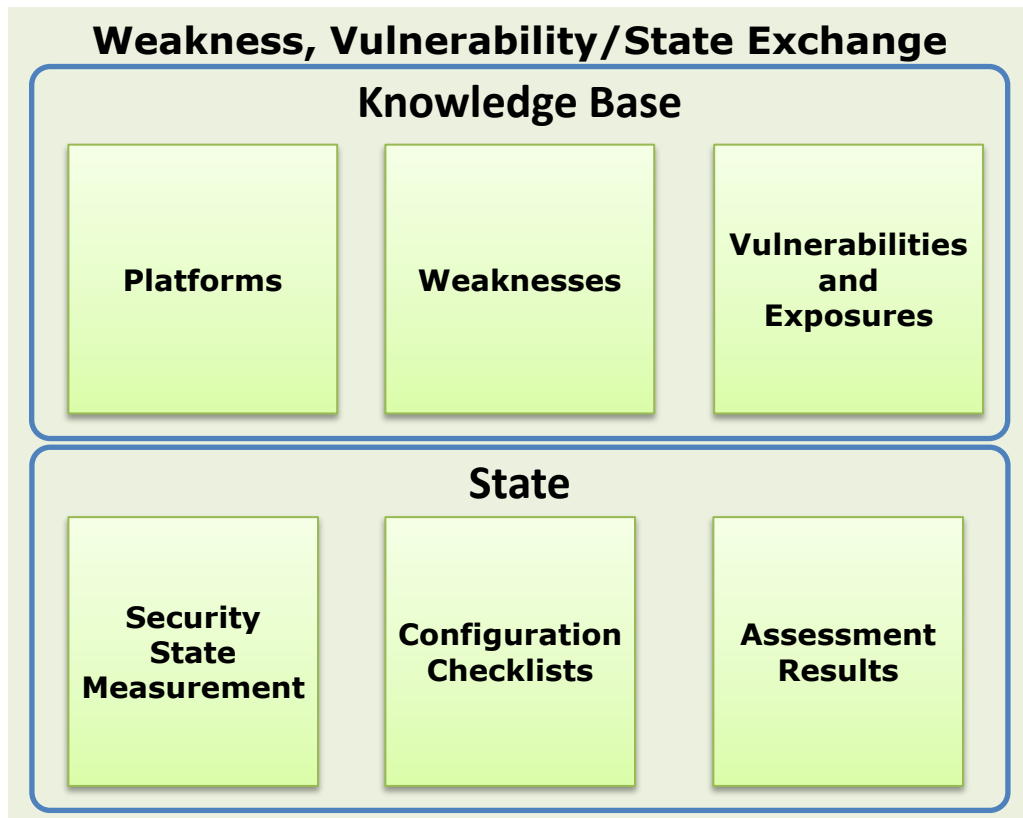 Weakness, Vulnerability/State Exchange
Knowledge Base
Platforms
Weaknesses
Vulnerabilities
and
Exposures
State
Security
State
Measurement
Configuration
Checklists
Assessment
Results